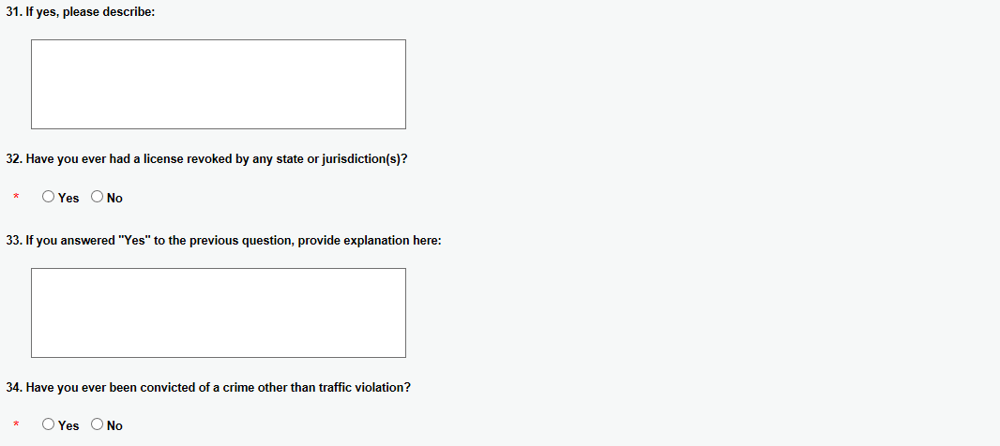 31. If yes, please describe:
32. Have you ever had a license revoked by any state or jurisdiction(s)?
* Yes No
33. If you answered "Yes" to the previous question, provide explanation here:
34. Have you ever been convicted of a crime other than traffic violation?
* Yes No